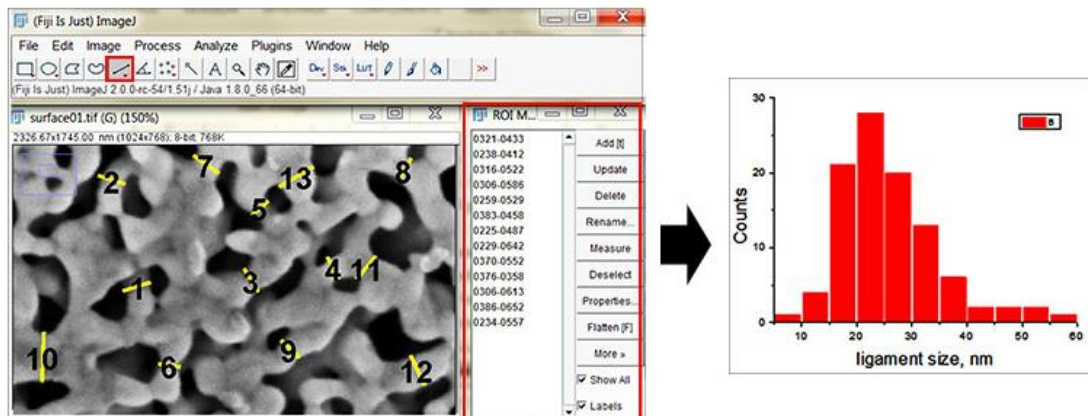 (Fiji Is Just) ImageJ
File Edit Image Process Analyze Plugins Window Help
Dev Stk LUT >>
(Fiji Is Just) ImageJ 2.0.0-rc-54/1.51j / Java 1.8.0_66 (64-bit)
surface01.tif (G) (150%)
2326.67x1745.00 nm (1024x768); 8-bit; 768K
7
8
2
13
5
3
4
11
1
10
6
9
12
ROI M...
0321-0433
0238-0412
0316-0522
0306-0586
0259-0529
0383-0458
0225-0487
0229-0642
0370-0552
0376-0358
0306-0613
0386-0652
0234-0557
Add [t]
Update
Delete
Rename...
Measure
Deselect
Properties...
Flatten [F]
More »
Show All
Labels
30
20
10
0
Counts
B
10 20 30 40 50 60
ligament size, nm